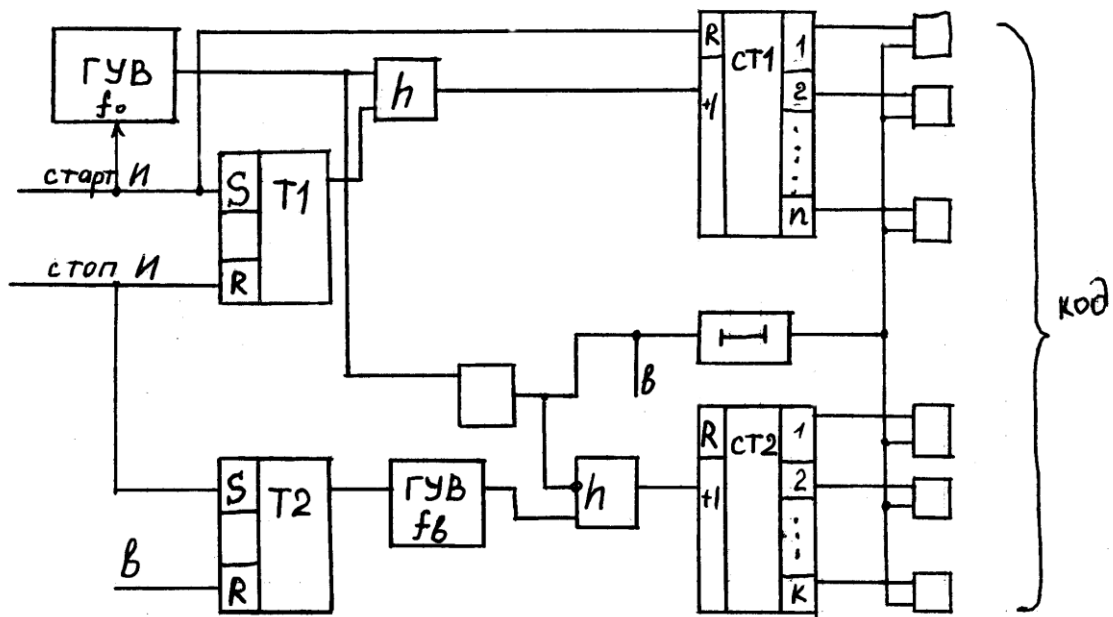 ГУВ
f₀
h
R
+1
СТ1
1
2
n
старт И
S
T1
стоп И
R
код
в
R
+1
СТ2
1
2
k
S
T2
ГУВ
fв
h
в
R